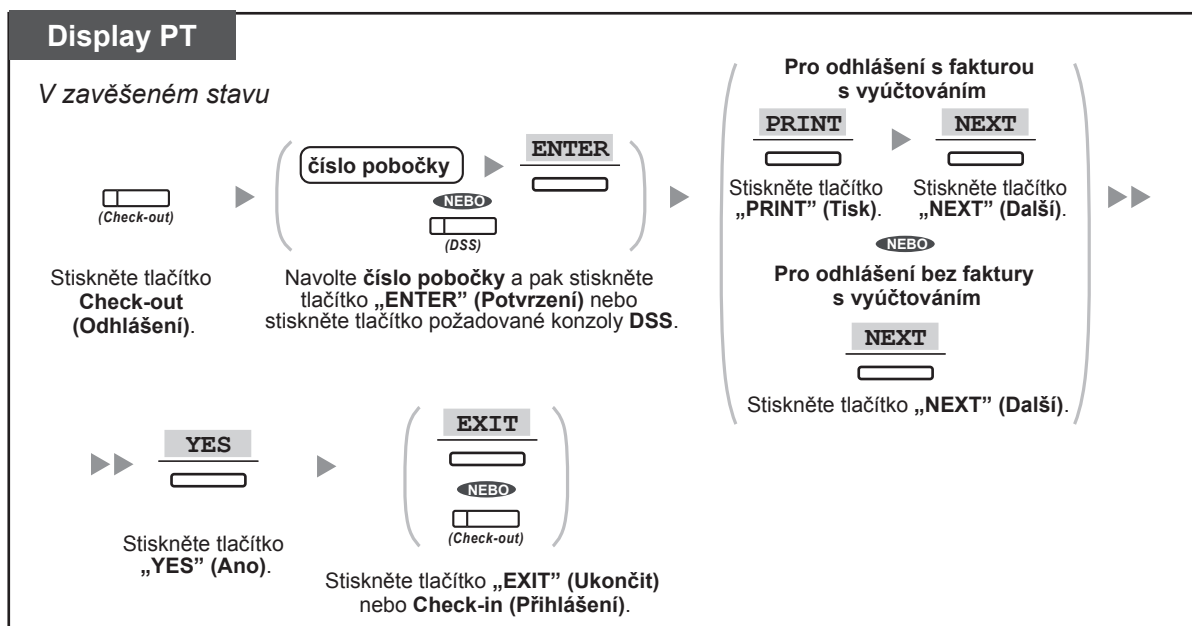 Display PT
V zavěšeném stavu
(Check-out)
Stiskněte tlačítko
Check-out
(Odhlášení).
číslo pobočky
ENTER
NEBO
(DSS)
Navolte číslo pobočky a pak stiskněte
tlačítko „ENTER” (Potvrzení) nebo
stiskněte tlačítko požadované konzoly DSS.
Pro odhlášení s fakturou
s vyúčtováním
PRINT
NEXT
Stiskněte tlačítko
„PRINT” (Tisk).
Stiskněte tlačítko
„NEXT” (Další).
NEBO
Pro odhlášení bez faktury
s vyúčtováním
NEXT
Stiskněte tlačítko „NEXT” (Další).
YES
Stiskněte tlačítko
„YES” (Ano).
EXIT
NEBO
(Check-out)
Stiskněte tlačítko „EXIT” (Ukončit)
nebo Check-in (Přihlášení).